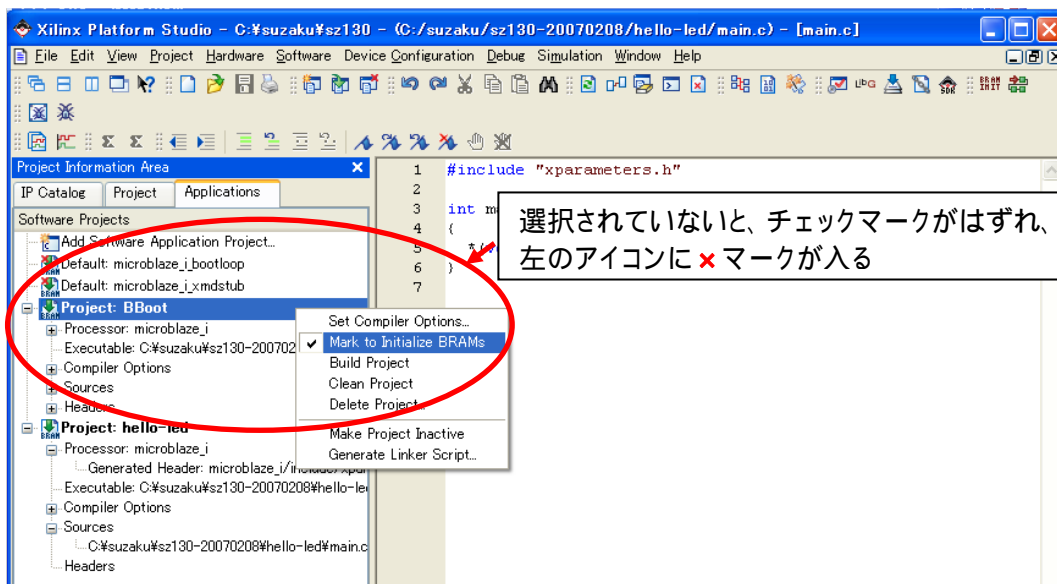 Xilinx Platform Studio - C:¥suzaku¥sz130 - (C:/suzaku/sz130-20070208/hello-led/main.c) - [main.c]
File Edit View Project Hardware Software Device Configuration Debug Simulation Window Help
Project Information Area
IP Catalog Project Applications
Software Projects
Add Software Application Project...
Default: microblaze_i_bootloop
Default: microblaze_i_xmdstub
Project: BBoot
Processor: microblaze_i
Executable: C:¥suzaku¥sz130-200702
Compiler Options
Sources
Headers
Project: hello-led
Processor: microblaze_i
Generated Header: microblaze_i/include/xpar
Executable: C:¥suzaku¥sz130-20070208¥hello-le
Compiler Options
Sources
C:¥suzaku¥sz130-20070208¥hello-led¥main.c
Headers
Set Compiler Options...
Mark to Initialize BRAMs
Build Project
Clean Project
Delete Project...
Make Project Inactive
Generate Linker Script...
1 #include "xparameters.h"
2
3 int m
4 {
5
6 }
7
選択されていないと、チェックマークがはずれ、
左のアイコンに×マークが入る